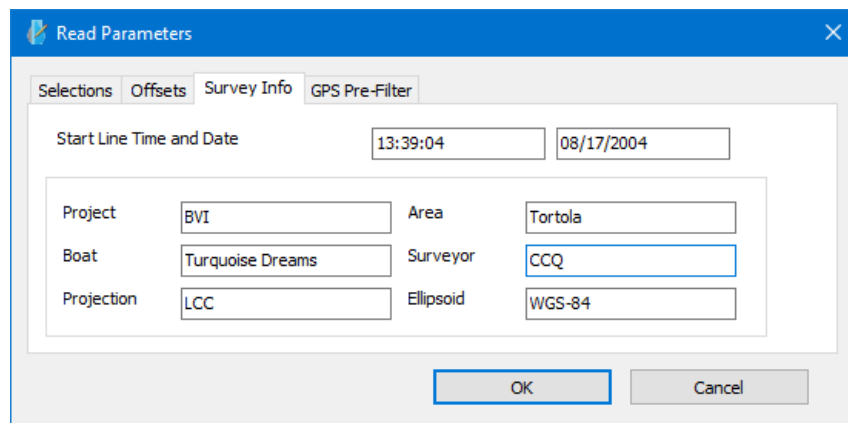 Read Parameters
Selections Offsets Survey Info GPS Pre-Filter
Start Line Time and Date 13:39:04 08/17/2004
Project BVI Area Tortola
Boat Turquoise Dreams Surveyor CCQ
Projection LCC Ellipsoid WGS-84
OK Cancel